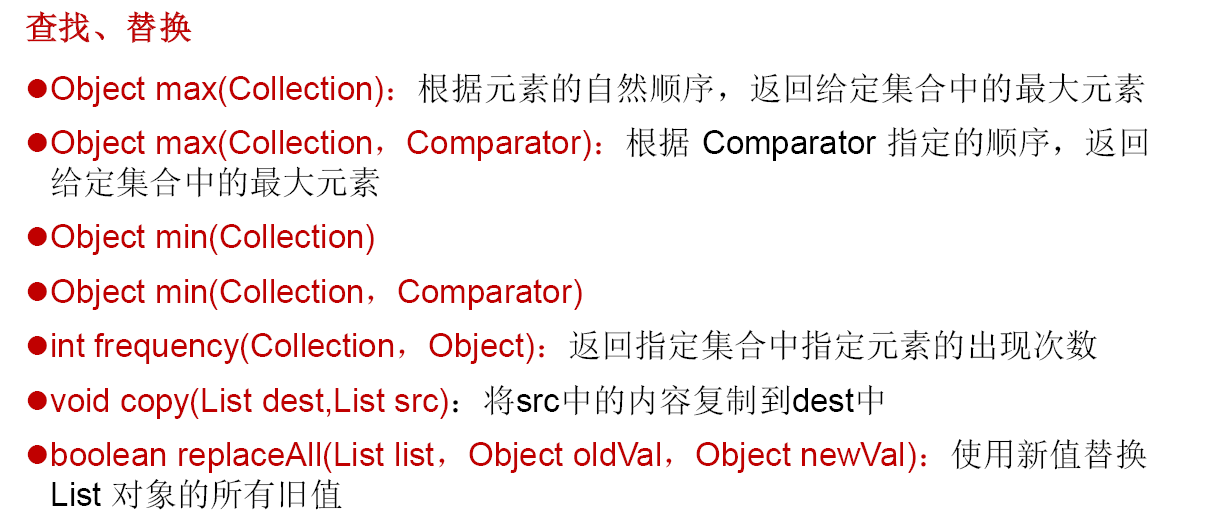 查找、替换
●Object max(Collection)：根据元素的自然顺序，返回给定集合中的最大元素
●Object max(Collection，Comparator)：根据 Comparator 指定的顺序，返回
给定集合中的最大元素
●Object min(Collection)
●Object min(Collection，Comparator)
●int frequency(Collection，Object)：返回指定集合中指定元素的出现次数
●void copy(List dest,List src)：将src中的内容复制到dest中
●boolean replaceAll(List list，Object oldVal，Object newVal)：使用新值替换
List 对象的所有旧值